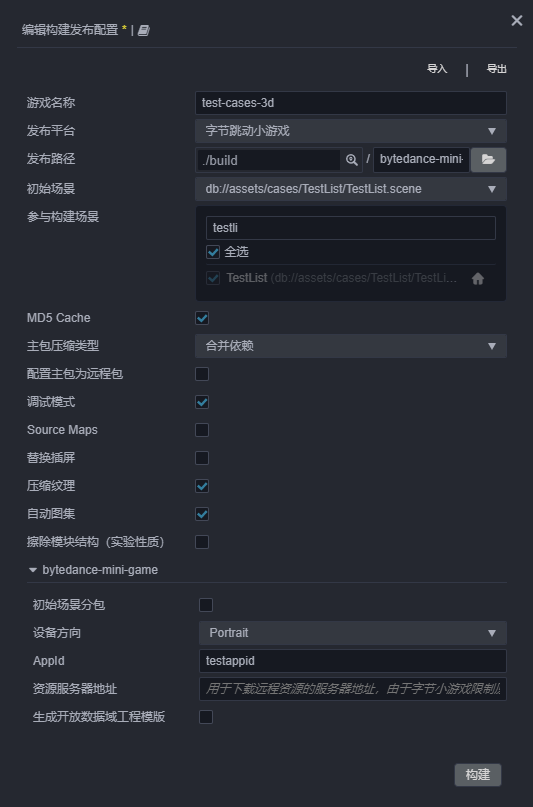 编辑构建发布配置 * |
导入 | 导出
游戏名称 test-cases-3d
发布平台 字节跳动小游戏
发布路径 ./build / bytedance-mini-
初始场景 db://assets/cases/TestList/TestList.scene
参与构建场景 testli
全选
TestList (db://assets/cases/TestList/TestLi...
MD5 Cache
主包压缩类型 合并依赖
配置主包为远程包
调试模式
Source Maps
替换插屏
压缩纹理
自动图集
擦除模块结构（实验性质）
bytedance-mini-game
初始场景分包
设备方向 Portrait
AppId testappid
资源服务器地址 用于下载远程资源的服务器地址，由于字节小游戏限制
生成开放数据域工程模版
构建